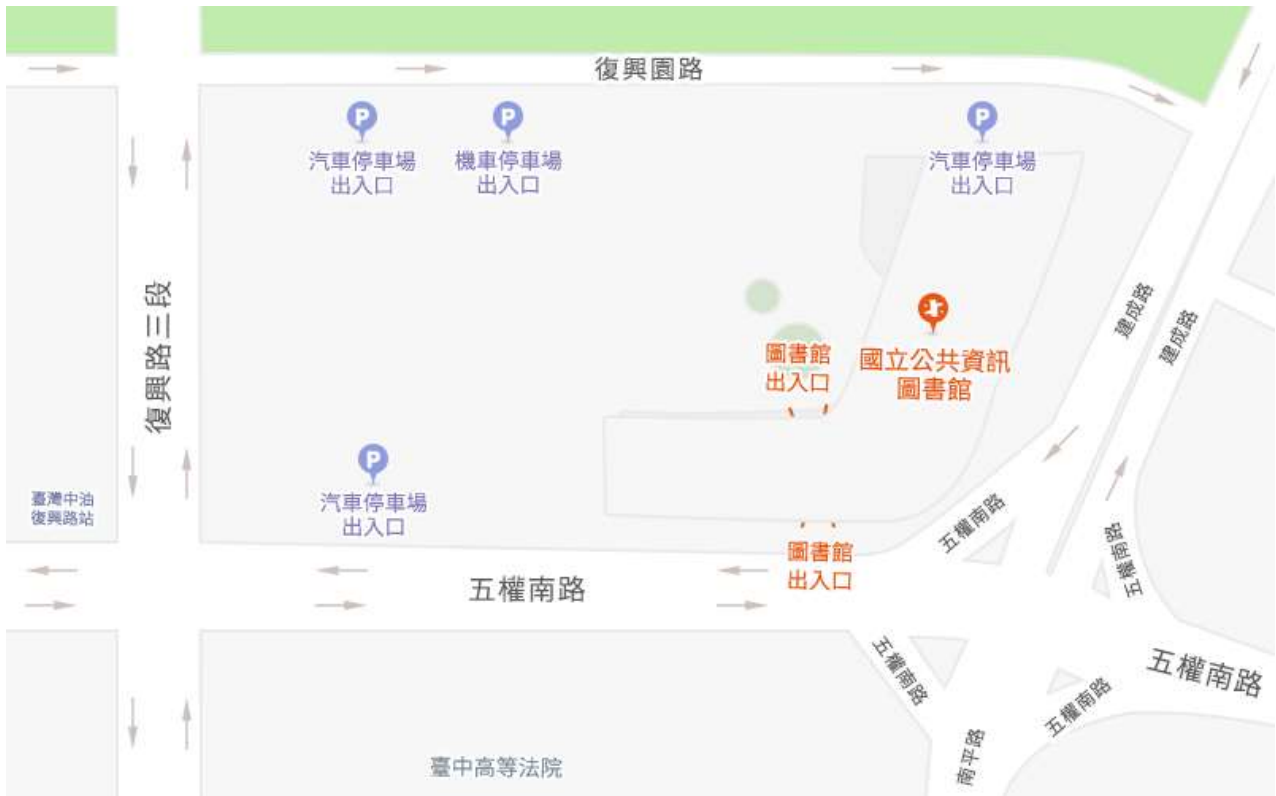 復興園路
P
P
P
汽車停車場
出入口
機車停車場
出入口
汽車停車場
出入口
復興路三段
建成路
建成路
圖書館
出入口
國立公共資訊
圖書館
P
汽車停車場
出入口
臺灣中油
復興路站
五權南路
五權南路
圖書館
出入口
五權南路
五權南路
五權南路
五權南路
南平路
臺中高等法院